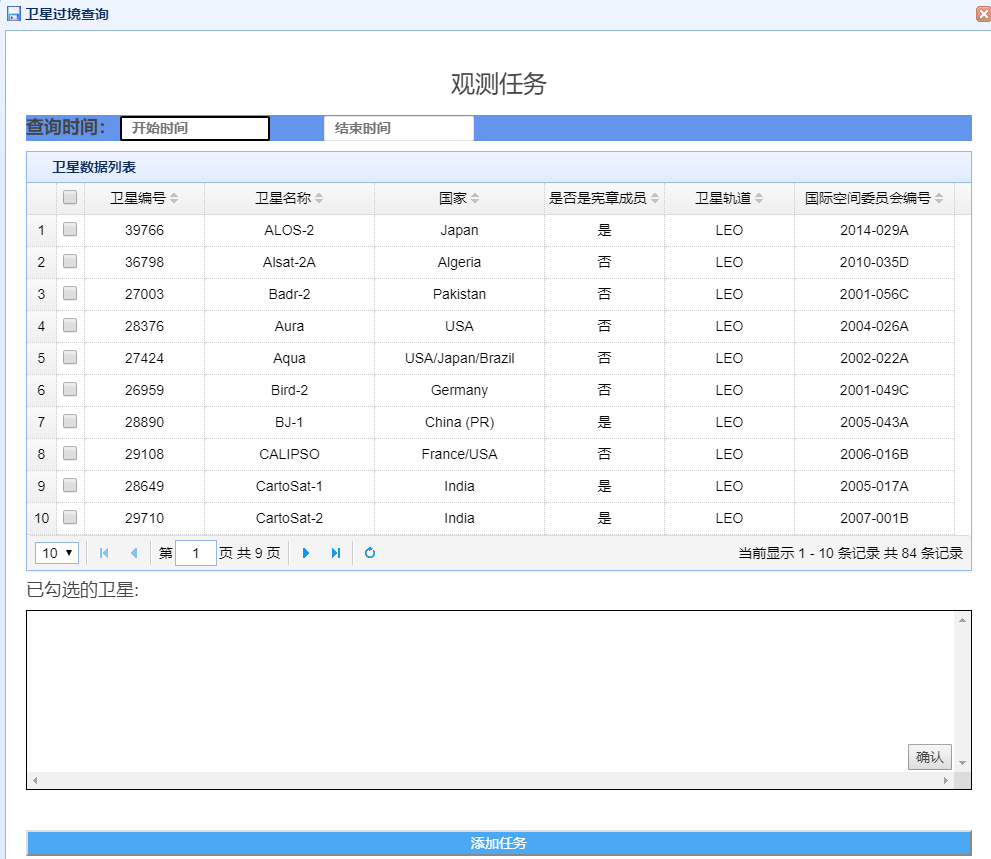 卫星过境查询
观测任务
查询时间： 开始时间 结束时间
卫星数据列表
卫星编号 卫星名称 国家 是否是宪章成员 卫星轨道 国际空间委员会编号
1 39766 ALOS-2 Japan 是 LEO 2014-029A
2 36798 Alsat-2A Algeria 否 LEO 2010-035D
3 27003 Badr-2 Pakistan 否 LEO 2001-056C
4 28376 Aura USA 否 LEO 2004-026A
5 27424 Aqua USA/Japan/Brazil 否 LEO 2002-022A
6 26959 Bird-2 Germany 否 LEO 2001-049C
7 28890 BJ-1 China (PR) 是 LEO 2005-043A
8 29108 CALIPSO France/USA 否 LEO 2006-016B
9 28649 CartoSat-1 India 是 LEO 2005-017A
10 29710 CartoSat-2 India 是 LEO 2007-001B
10 第 1 页 共 9 页 当前显示 1 - 10 条记录 共 84 条记录
已勾选的卫星:
确认
添加任务